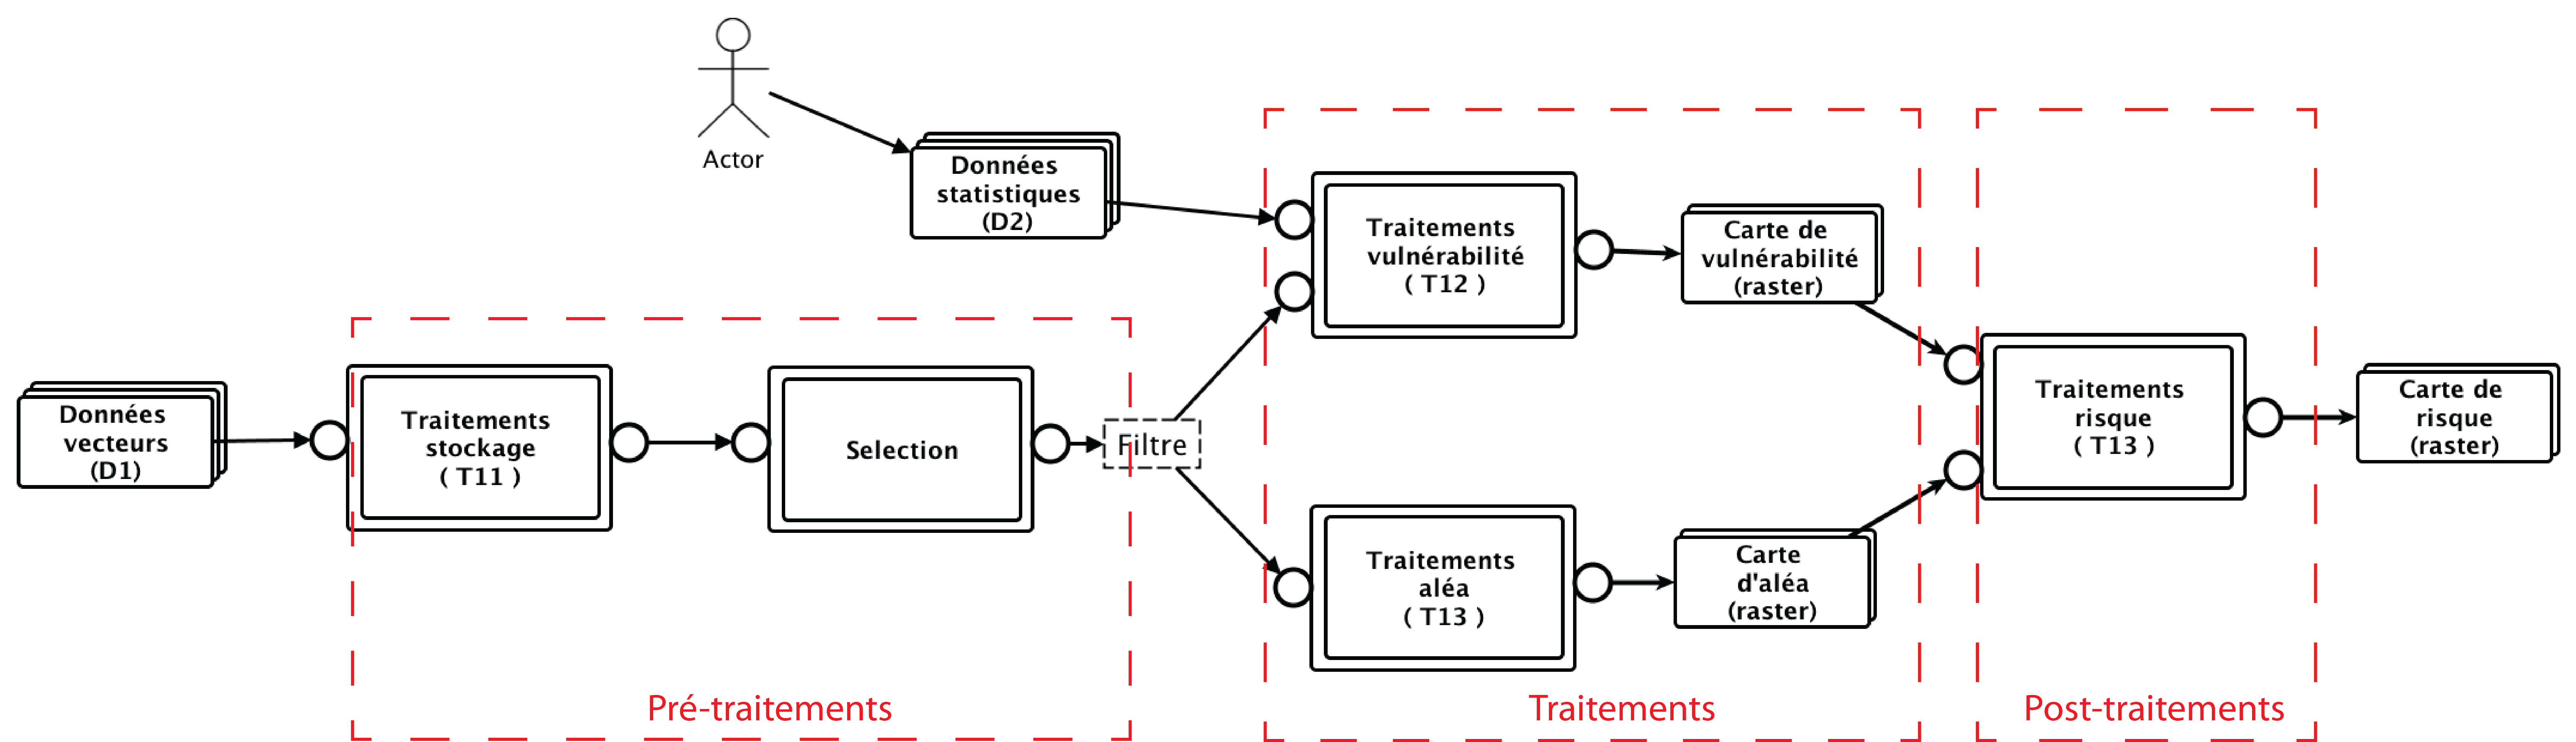 Actor
Données
statistiques
(D2)
Données
vecteurs
(D1)
Traitements
stockage
( T11 )
Selection
Filtre
Traitements
vulnérabilité
( T12 )
Carte de
vulnérabilité
(raster)
Traitements
aléa
( T13 )
Carte
d'aléa
(raster)
Traitements
risque
( T13 )
Carte de
risque
(raster)
Pré-traitements
Traitements
Post-traitements